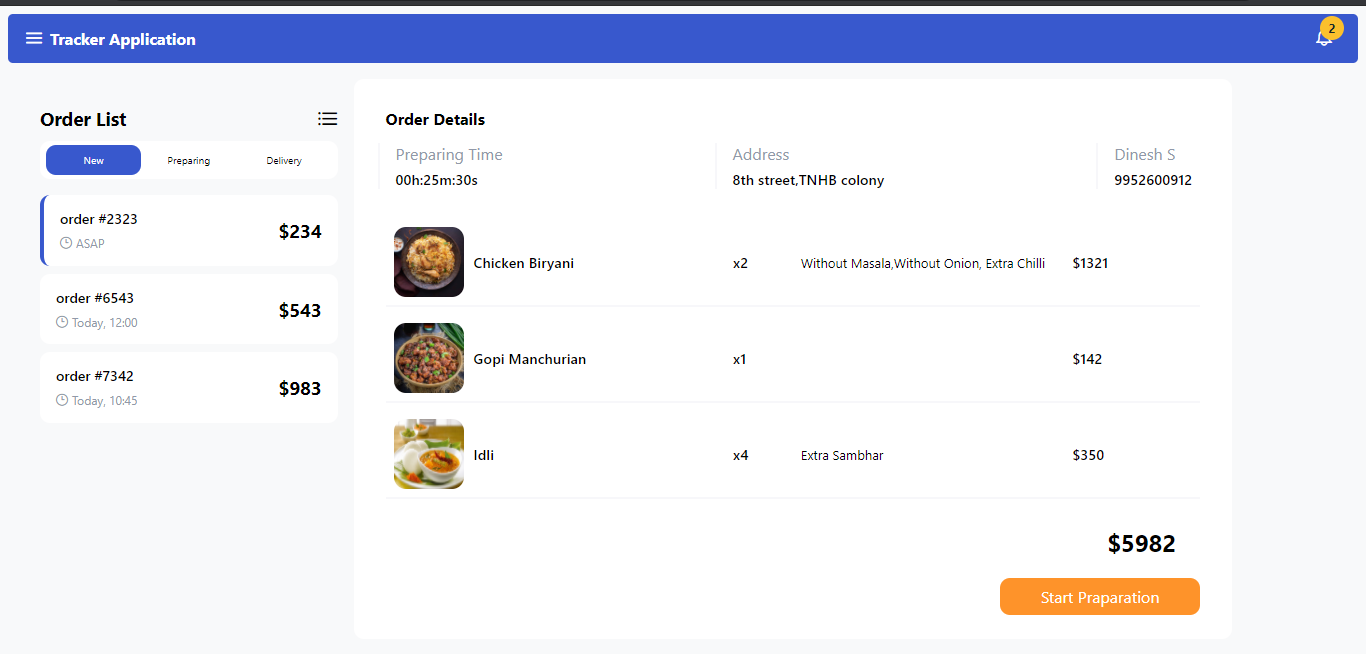 Tracker Application
2
Order List
New Preparing Delivery
order #2323
ASAP
$234
order #6543
Today, 12:00
$543
order #7342
Today, 10:45
$983
Order Details
Preparing Time
00h:25m:30s
Address
8th street,TNHB colony
Dinesh S
9952600912
Chicken Biryani x2 Without Masala,Without Onion, Extra Chilli $1321
Gopi Manchurian x1 $142
Idli x4 Extra Sambhar $350
$5982
Start Praparation